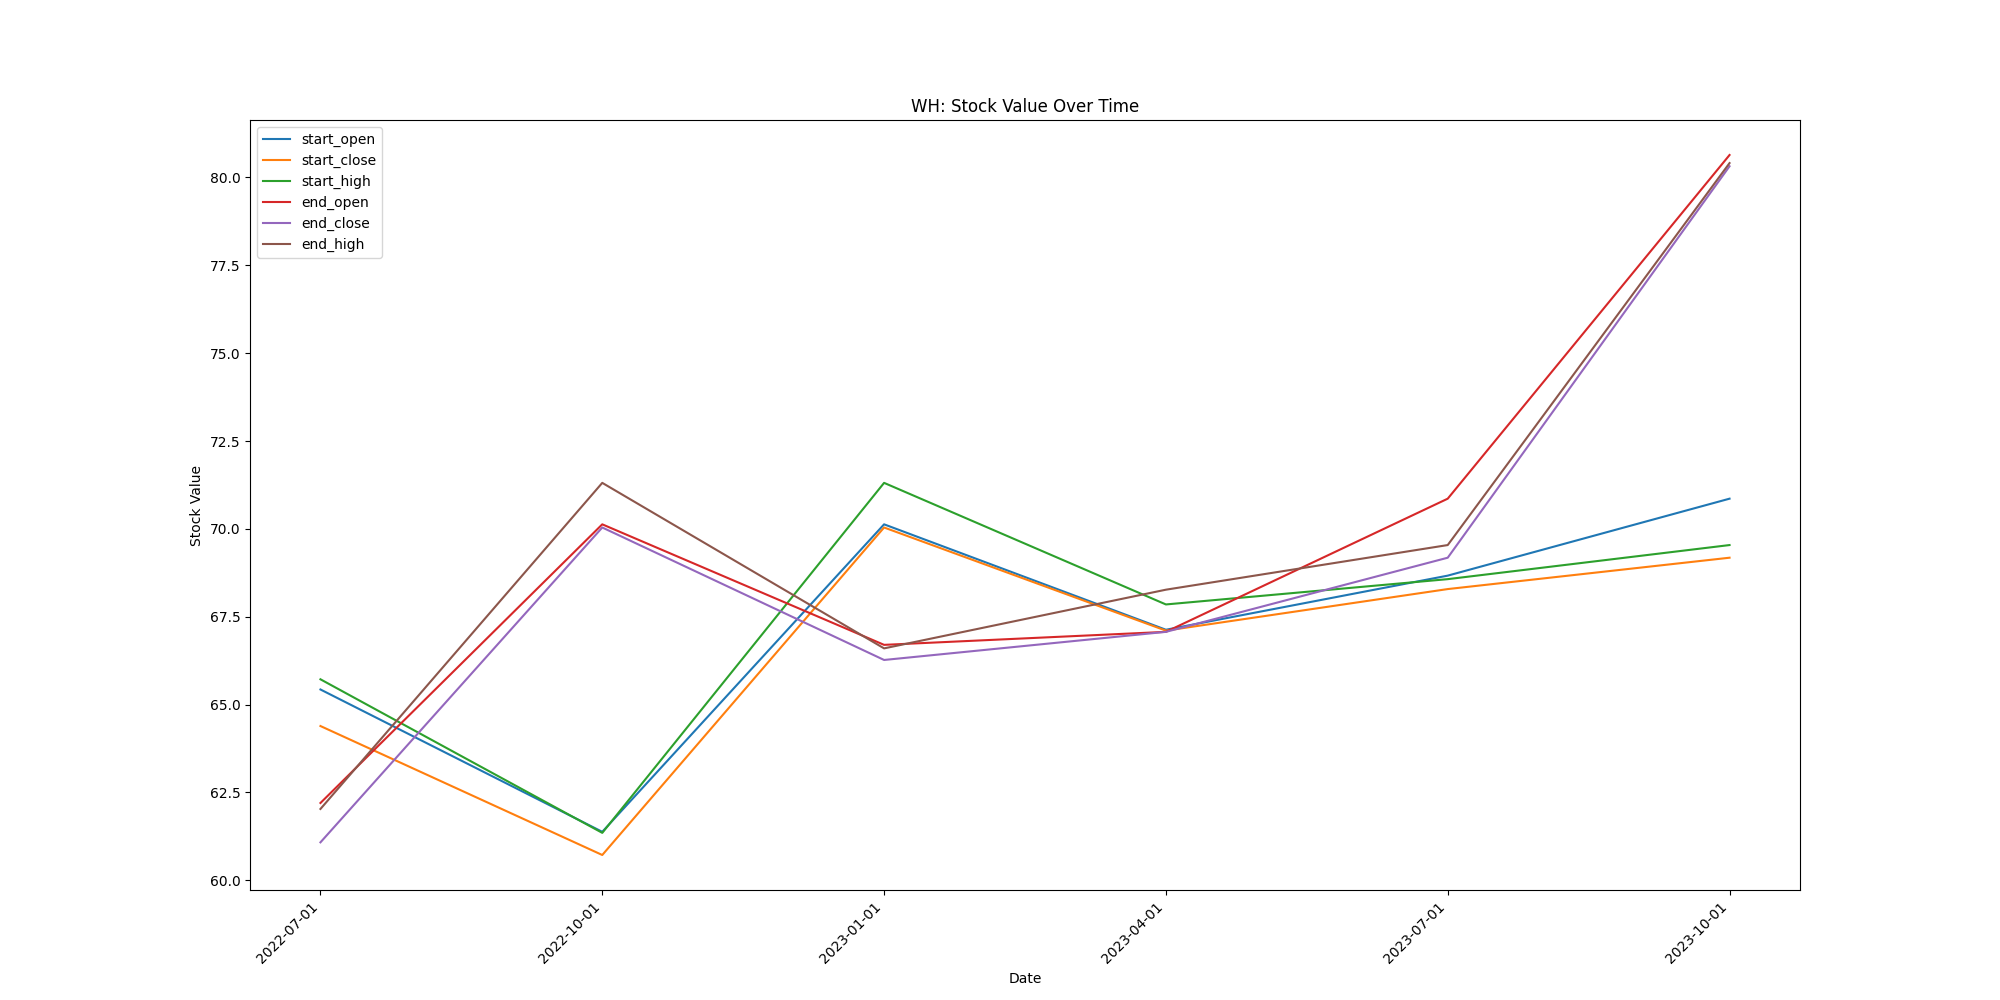 WH: Stock Value Over Time
start_open
start_close
start_high
end_open
end_close
end_high
80.0
77.5
75.0
72.5
70.0
67.5
65.0
62.5
60.0
Stock Value
2022-07-01
2022-10-01
2023-01-01
2023-04-01
2023-07-01
2023-10-01
Date